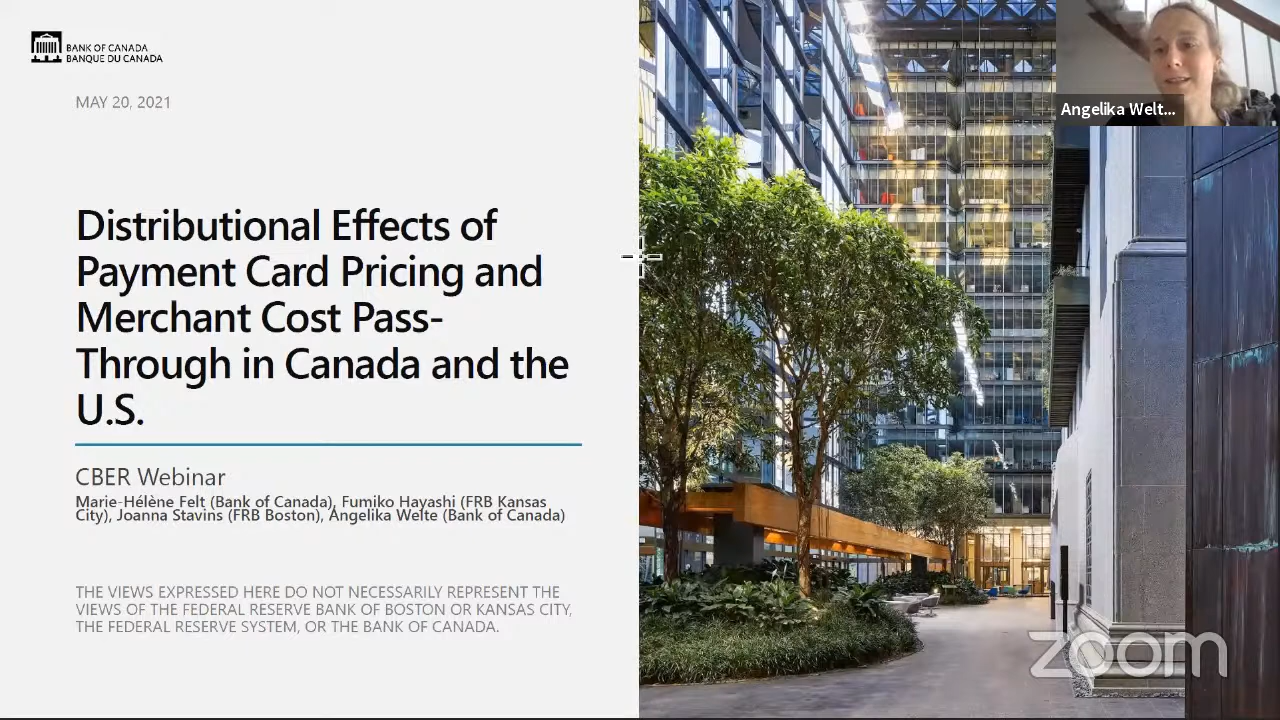 BANK OF CANADA
BANQUE DU CANADA
MAY 20, 2021
Distributional Effects of
Payment Card Pricing and
Merchant Cost Pass-
Through in Canada and the
U.S.
CBER Webinar
Marie-Hélène Felt (Bank of Canada), Fumiko Hayashi (FRB Kansas
City), Joanna Stavins (FRB Boston), Angelika Welte (Bank of Canada)
THE VIEWS EXPRESSED HERE DO NOT NECESSARILY REPRESENT THE
VIEWS OF THE FEDERAL RESERVE BANK OF BOSTON OR KANSAS CITY,
THE FEDERAL RESERVE SYSTEM, OR THE BANK OF CANADA.
Angelika Welt...
zoom